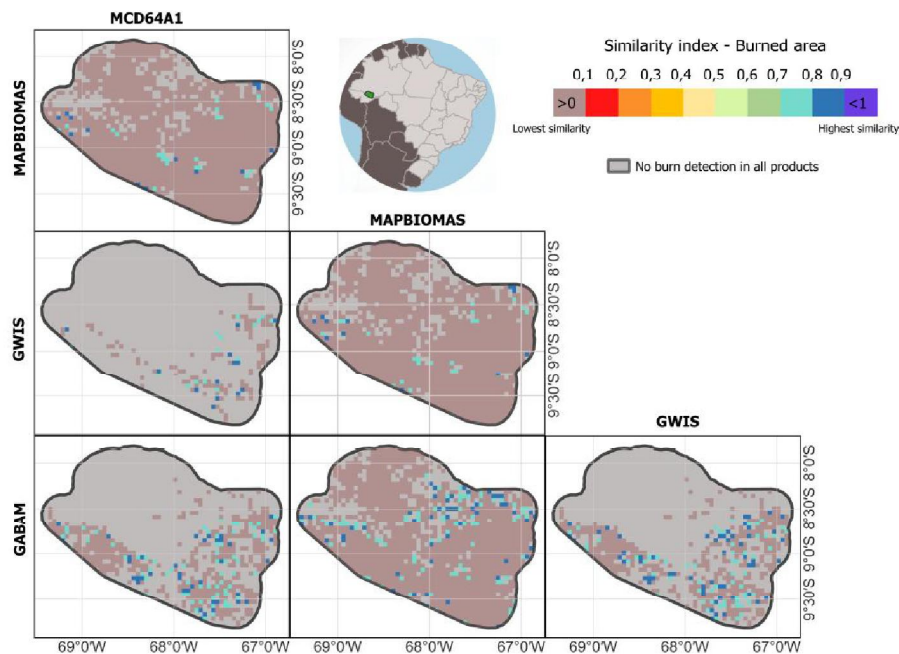 MCD64A1
MAPBIOMAS
8°0'S
8°30'S
9°0'S
9°30'S
Similarity index - Burned area
0,1 0,2 0,3 0,4 0,5 0,6 0,7 0,8 0,9
>0 <1
Lowest similarity Highest similarity
No burn detection in all products
MAPBIOMAS
GWIS
8°0'S
8°30'S
9°0'S
9°30'S
GWIS
GABAM
8°0'S
8°30'S
9°0'S
9°30'S
69°0'W 68°0'W 67°0'W 69°0'W 68°0'W 67°0'W 69°0'W 68°0'W 67°0'W